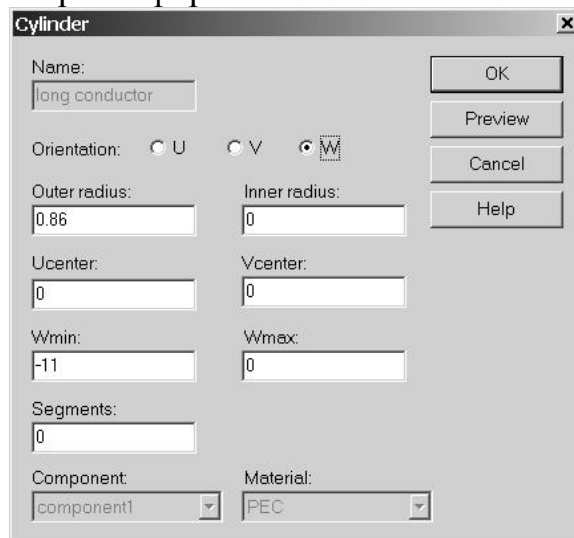 Cylinder
Name:
long conductor
OK
Preview
Orientation: U V W
Cancel
Outer radius: Inner radius:
0.86 0
Help
Ucenter: Vcenter:
0 0
Wmin: Wmax:
-11 0
Segments:
0
Component: Material:
component1 PEC